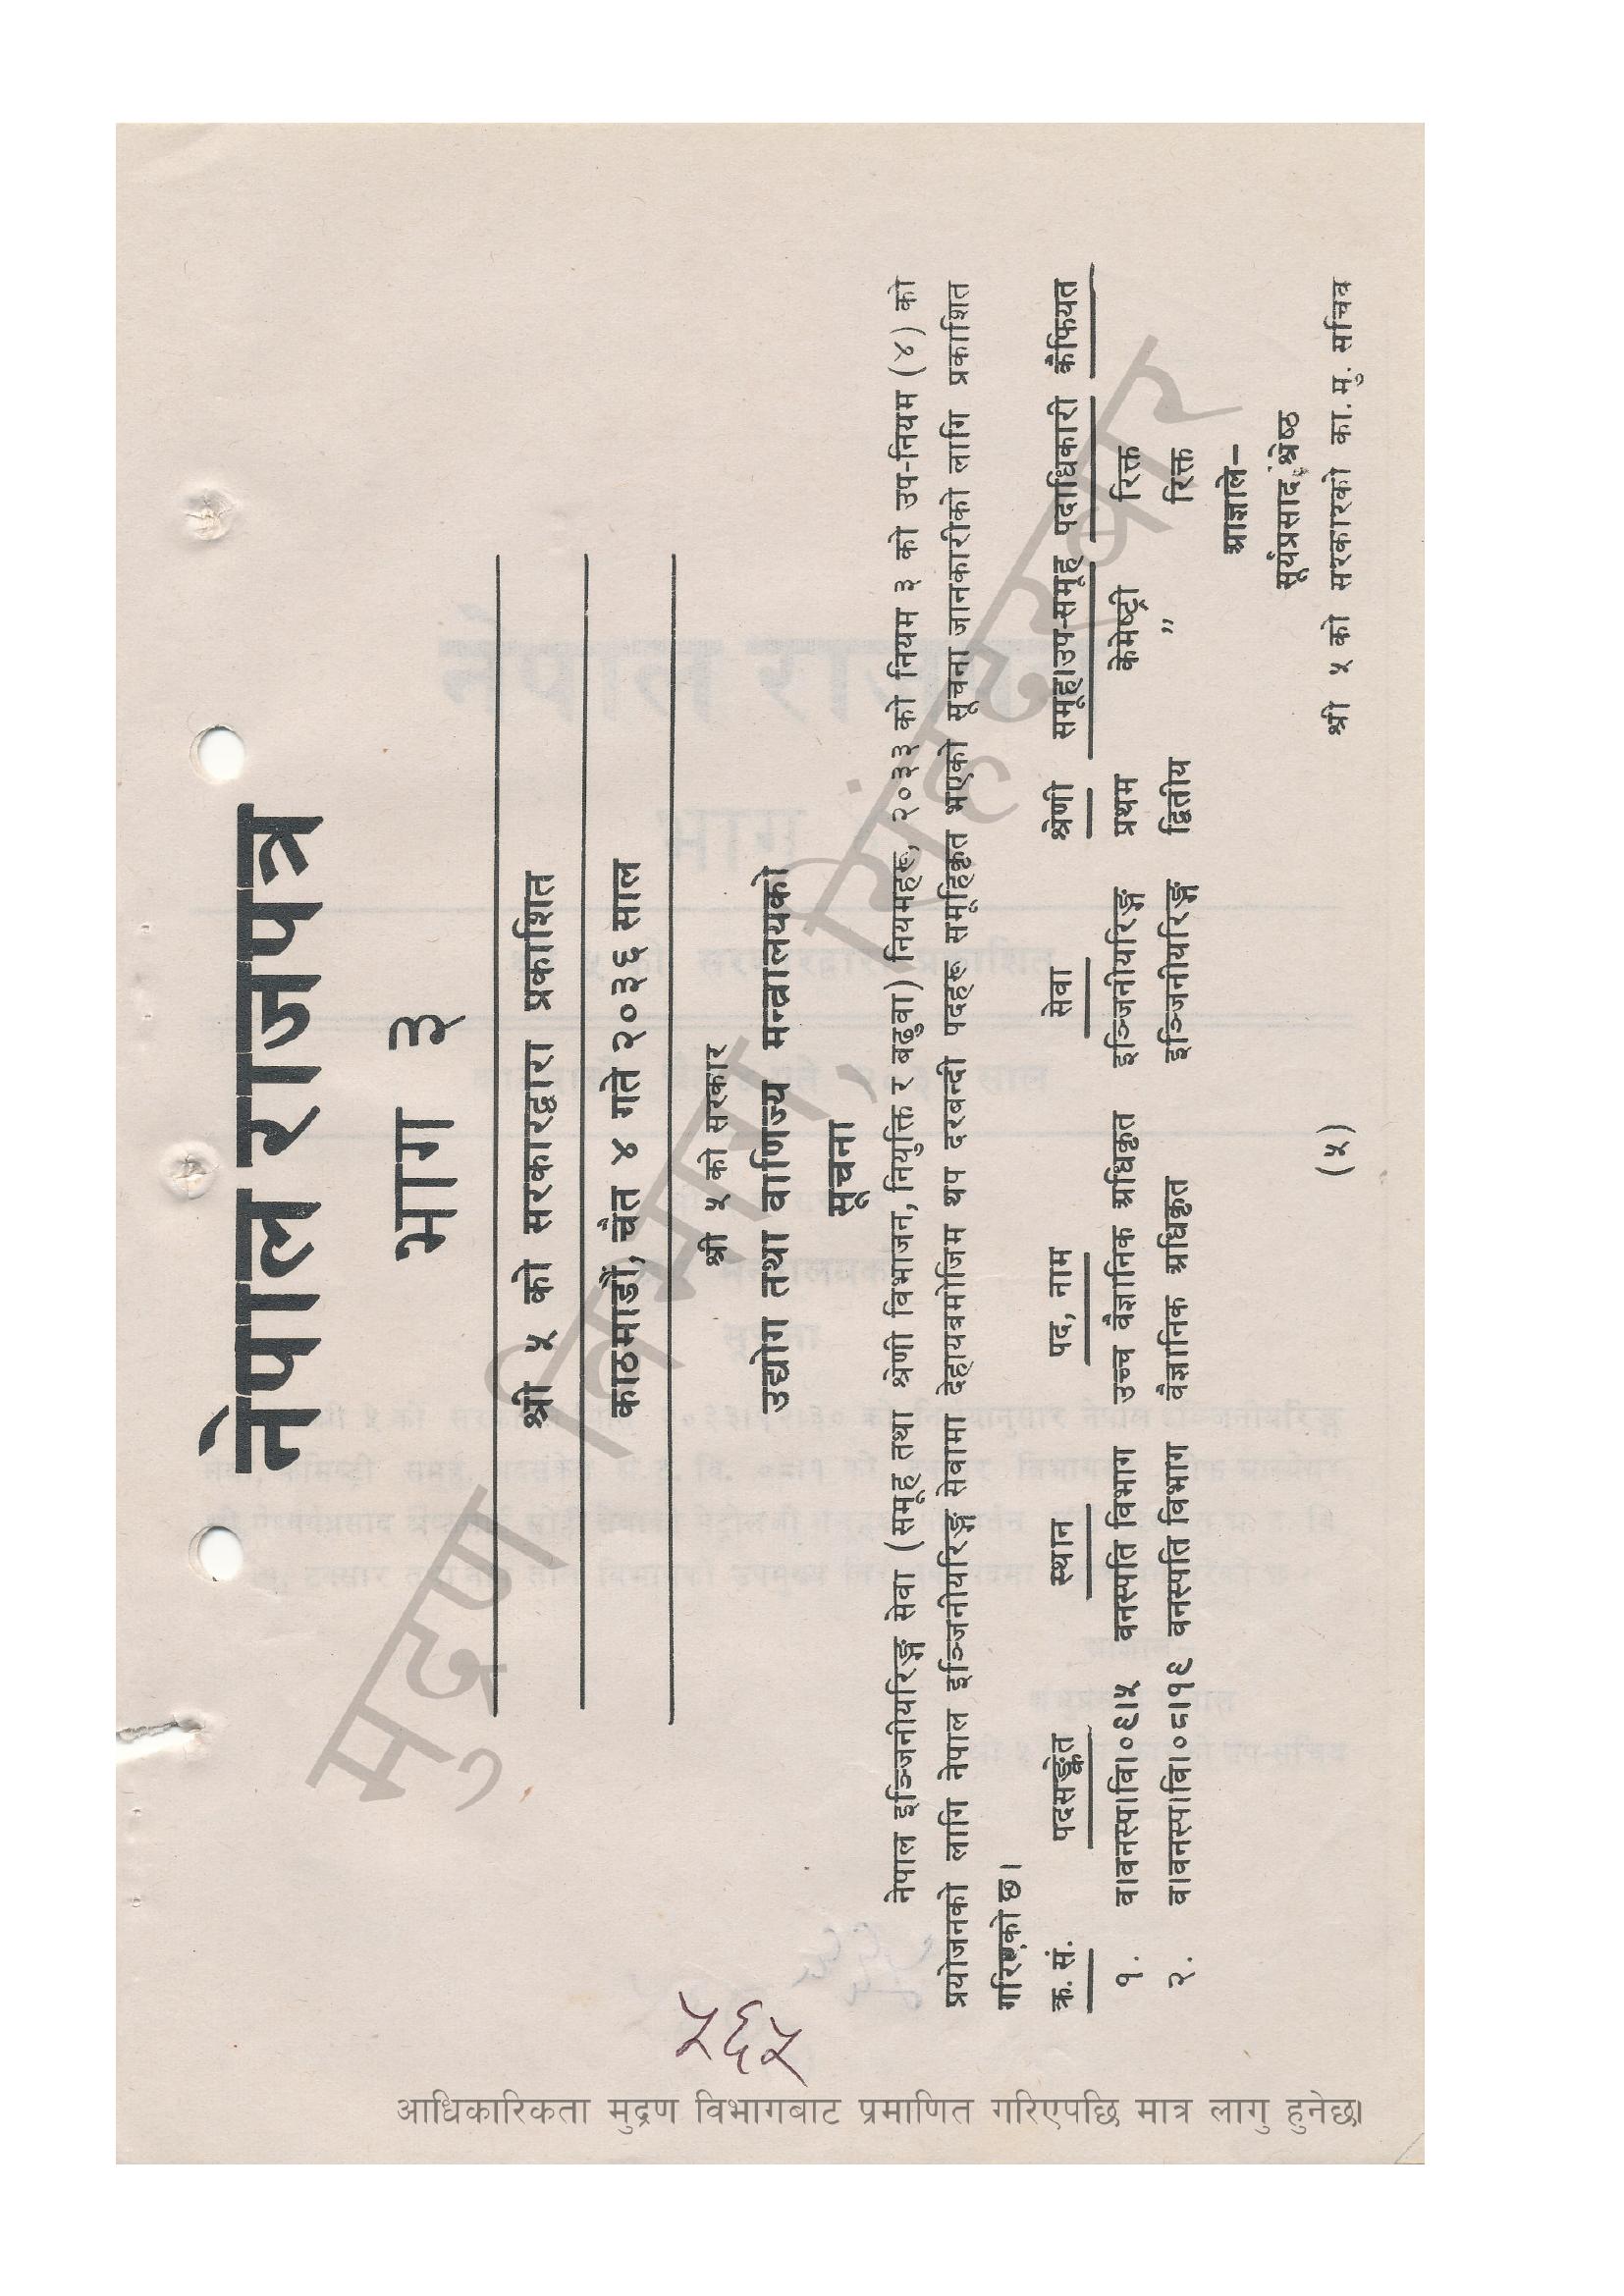 नेपाल राजपत्र
भाग ३
श्री ५ को सरकारद्वारा प्रकाशित
काठमाडौं, चैत ४ गते २०३६ साल
श्री ५ को सरकार
उद्योग तथा वाणिज्य मन्त्रालयको
सूचना
नेपाल इञ्जिनीयरिङ्ग सेवा (समूह तथा श्रेणी विभाजन, नियुक्ति र बढुवा) नियमहरू, २०३३ को नियम ३ को उप-नियम (४) को
प्रयोजनको लागि नेपाल इञ्जिनीयरिङ्ग सेवामा देहायबमोजिम थप दरबन्दी पदहरू समूहिकृत भएको सूचना जानकारीको लागि प्रकाशित
गरिएको छ।
क्र. सं. पदसङ्केत स्थान पद, नाम सेवा श्रेणी समूह।उप-समूह पदाधिकारी कैफियत
१. वावनस्पावि।०६।५ वनस्पति विभाग उच्च वैज्ञानिक अधिकृत इञ्जिनीयरिङ्ग प्रथम केमेष्ट्री रिक्त
२. वावनस्पावि।०८।१६ वनस्पति विभाग वैज्ञानिक अधिकृत इञ्जिनीयरिङ्ग द्वितीय " रिक्त
आज्ञाले–
सूर्यप्रसाद श्रेष्ठ
श्री ५ को सरकारको का. मु. सचिव
(५)
५६५
मुद्रण विभाग, सिंहदरबार
आधिकारिकता मुद्रण विभागबाट प्रमाणित गरिएपछि मात्र लागु हुनेछ।